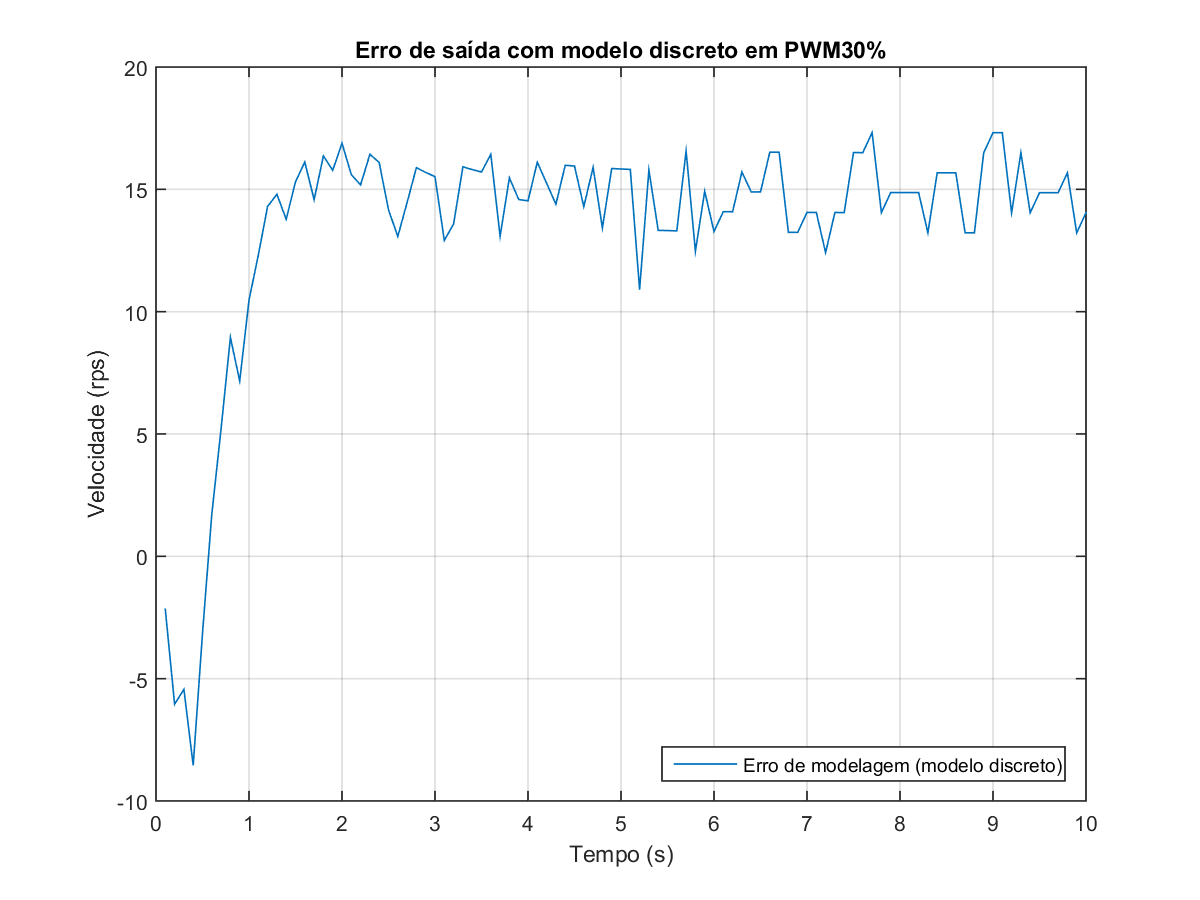 Erro de saída com modelo discreto em PWM30%
20
15
10
5
0
-5
-10
Velocidade (rps)
Erro de modelagem (modelo discreto)
0 1 2 3 4 5 6 7 8 9 10
Tempo (s)